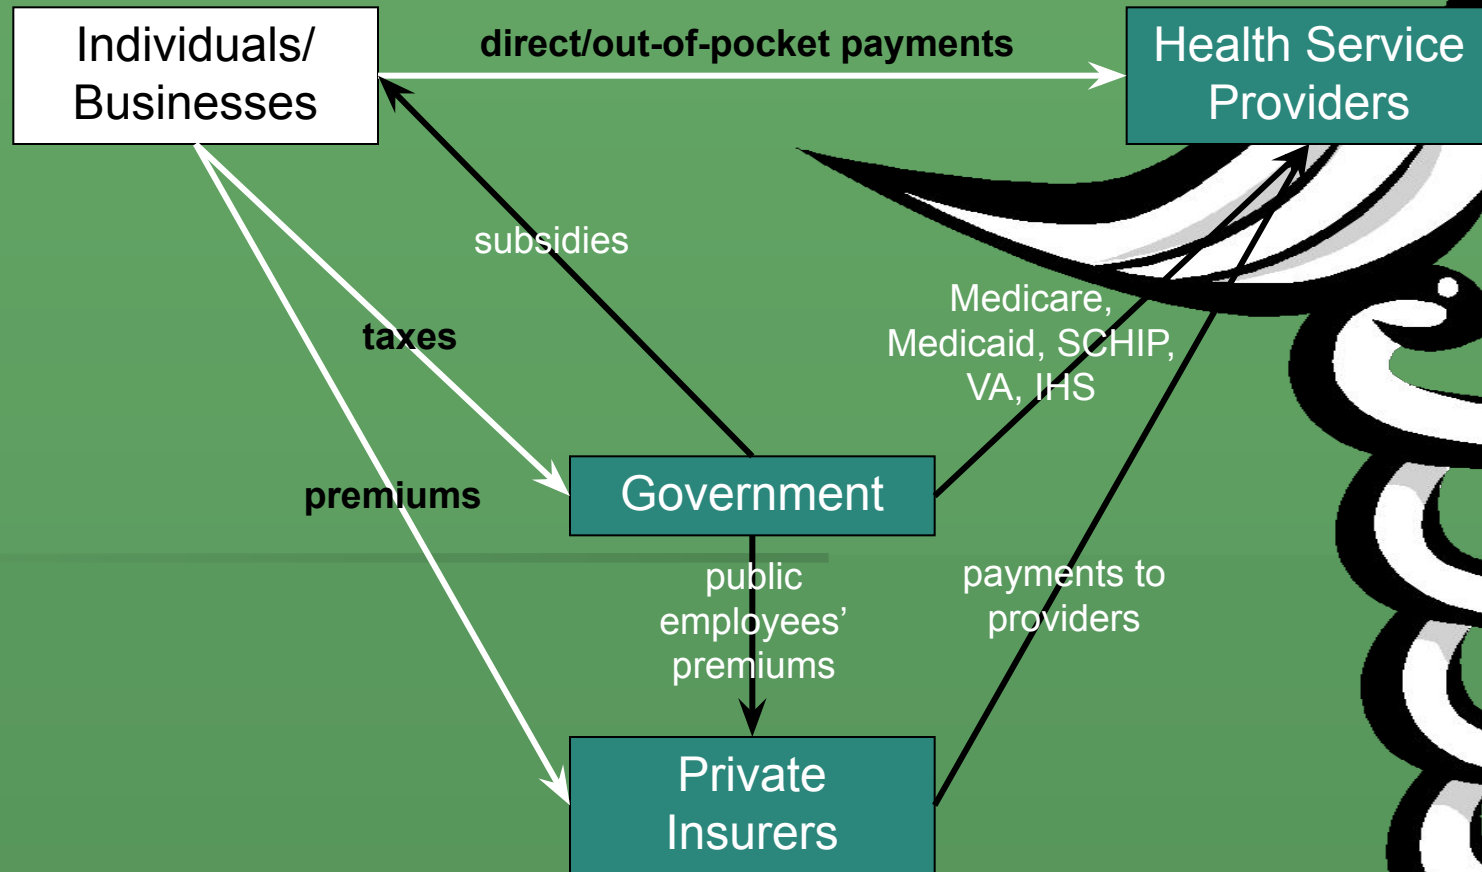 Individuals/
Businesses
direct/out-of-pocket payments
Health Service
Providers
subsidies
taxes
Medicare,
Medicaid, SCHIP,
VA, IHS
premiums
Government
public
employees’
premiums
payments to
providers
Private
Insurers